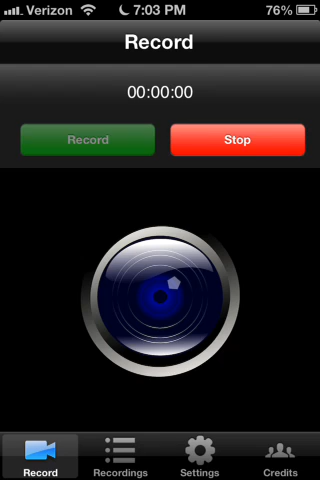 Verizon 7:03 PM 76%
Record
00:00:00
Record Stop
Record Recordings Settings Credits